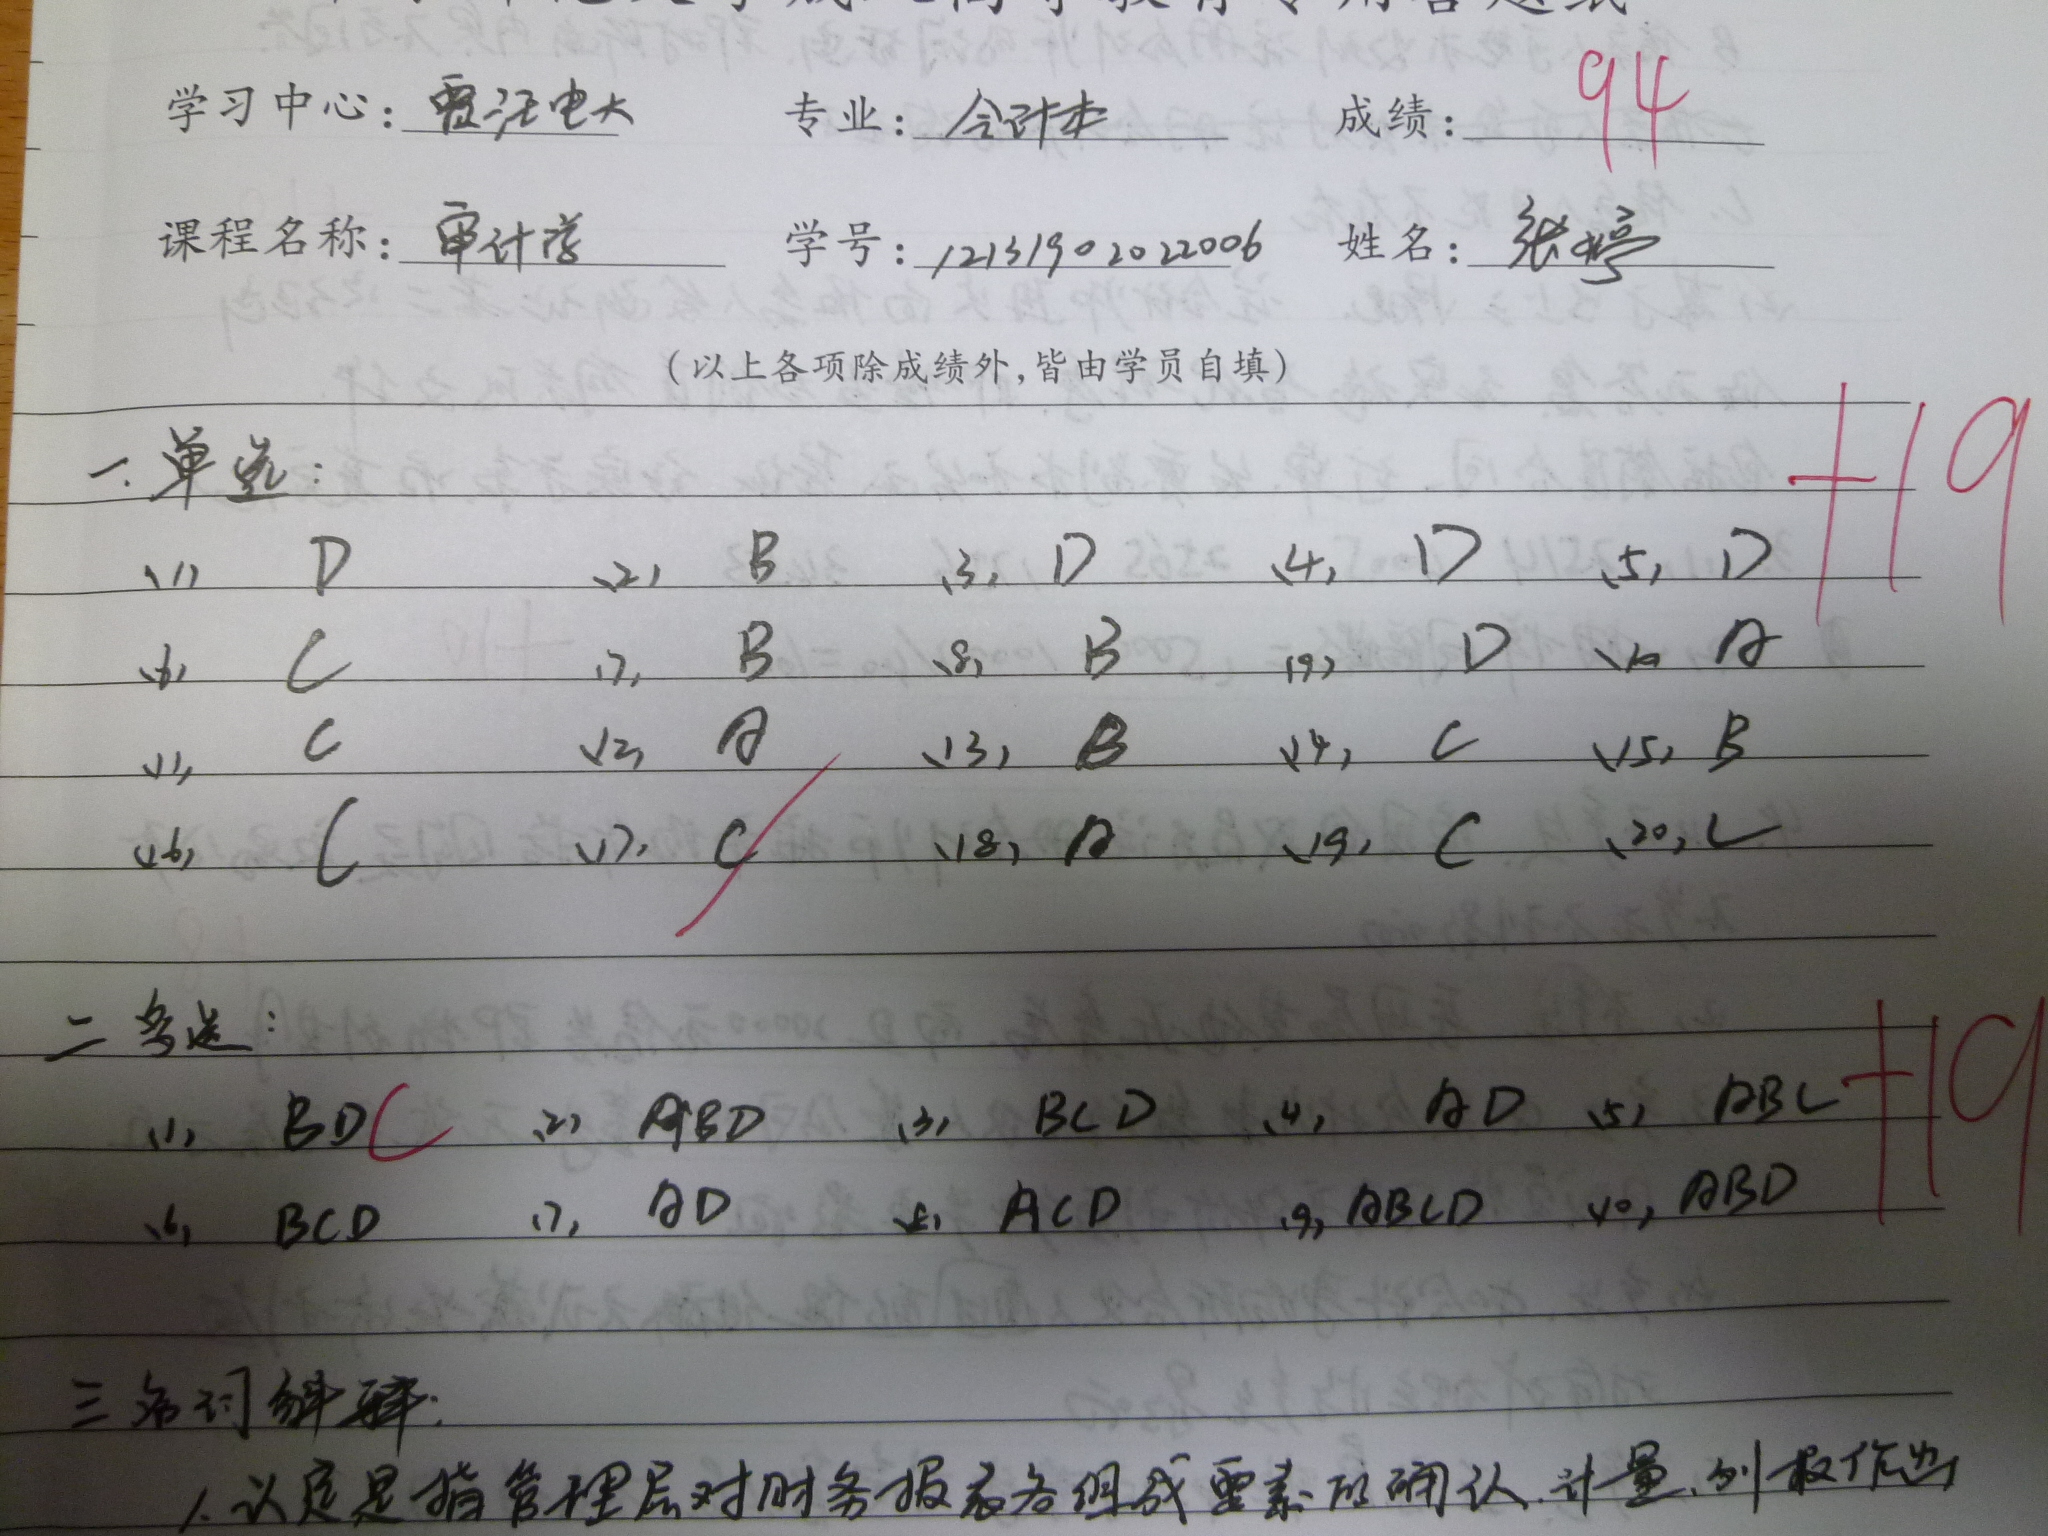 学习中心: 贾汪电大 专业: 会计本 成绩: 94
课程名称: 审计学 学号: 12131902022006 姓名: 张婷
(以上各项除成绩外,皆由学员自填)
一.单选: +19
(1) D (2) B (3) D (4) D (5) D
(6) C (7) B (8) B (9) D (10) A
(11) C (12) A (13) B (14) C (15) B
(16) C (17) C (18) A (19) C (20) C
二 多选: +19
(1) BDC (2) ABD (3) BCD (4) AD (5) ABC
(6) BCD (7) AD (8) ACD (9) ABCD (10) ABD
三 名词解释:
1. 认定是指管理层对财务报表各组成要素的确认.计量.列报作出